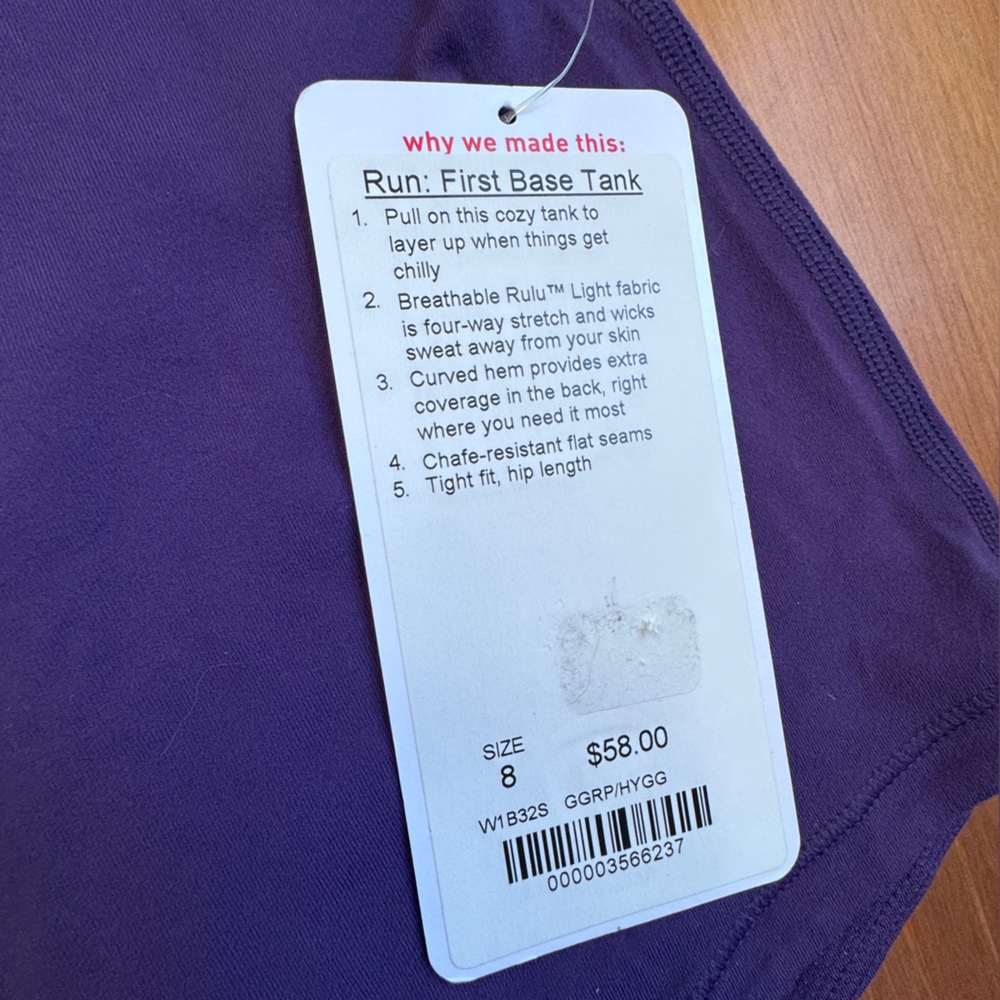 why we made this:
Run: First Base Tank
1. Pull on this cozy tank to
layer up when things get
chilly
2. Breathable Rulu™ Light fabric
is four-way stretch and wicks
sweat away from your skin
3. Curved hem provides extra
coverage in the back, right
where you need it most
4. Chafe-resistant flat seams
5. Tight fit, hip length
SIZE
8
$58.00
W1B32S GGRP/HYGG
000003566237